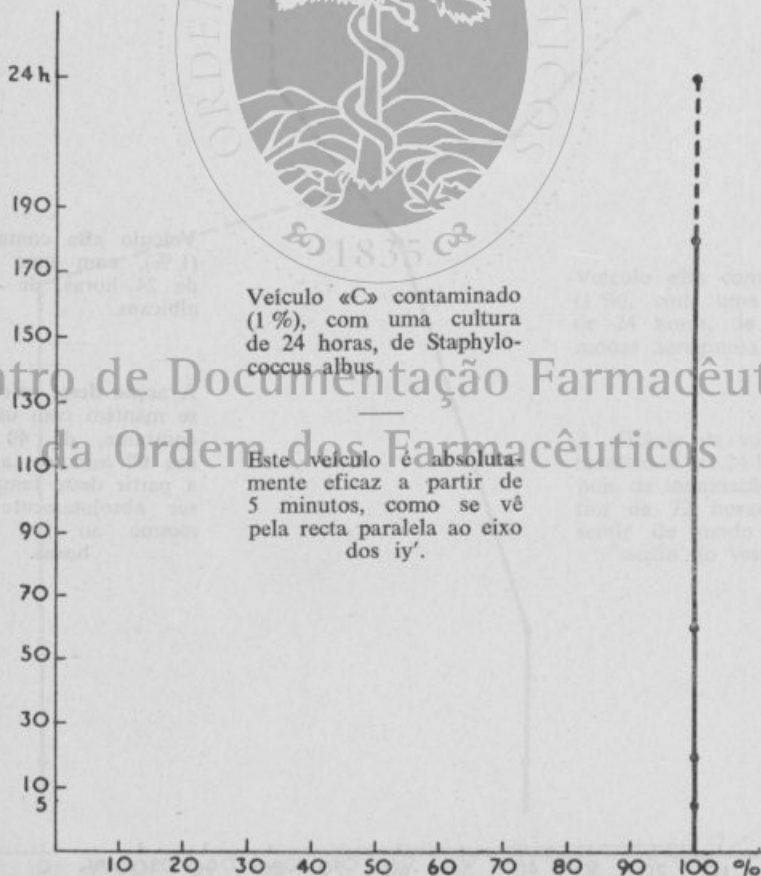 24 h
190
170
150
130
110
90
70
50
30
10
5
10 20 30 40 50 60 70 80 90 100 %
ORDEM
1835
Veículo «C» contaminado
(1 %), com uma cultura
de 24 horas, de Staphylo-
coccus albus.
Este veículo é absoluta-
mente eficaz a partir de
5 minutos, como se vê
pela recta paralela ao eixo
dos iy'.
ntro de Documentação Farmacêut
da Ordem dos Farmacêuticos